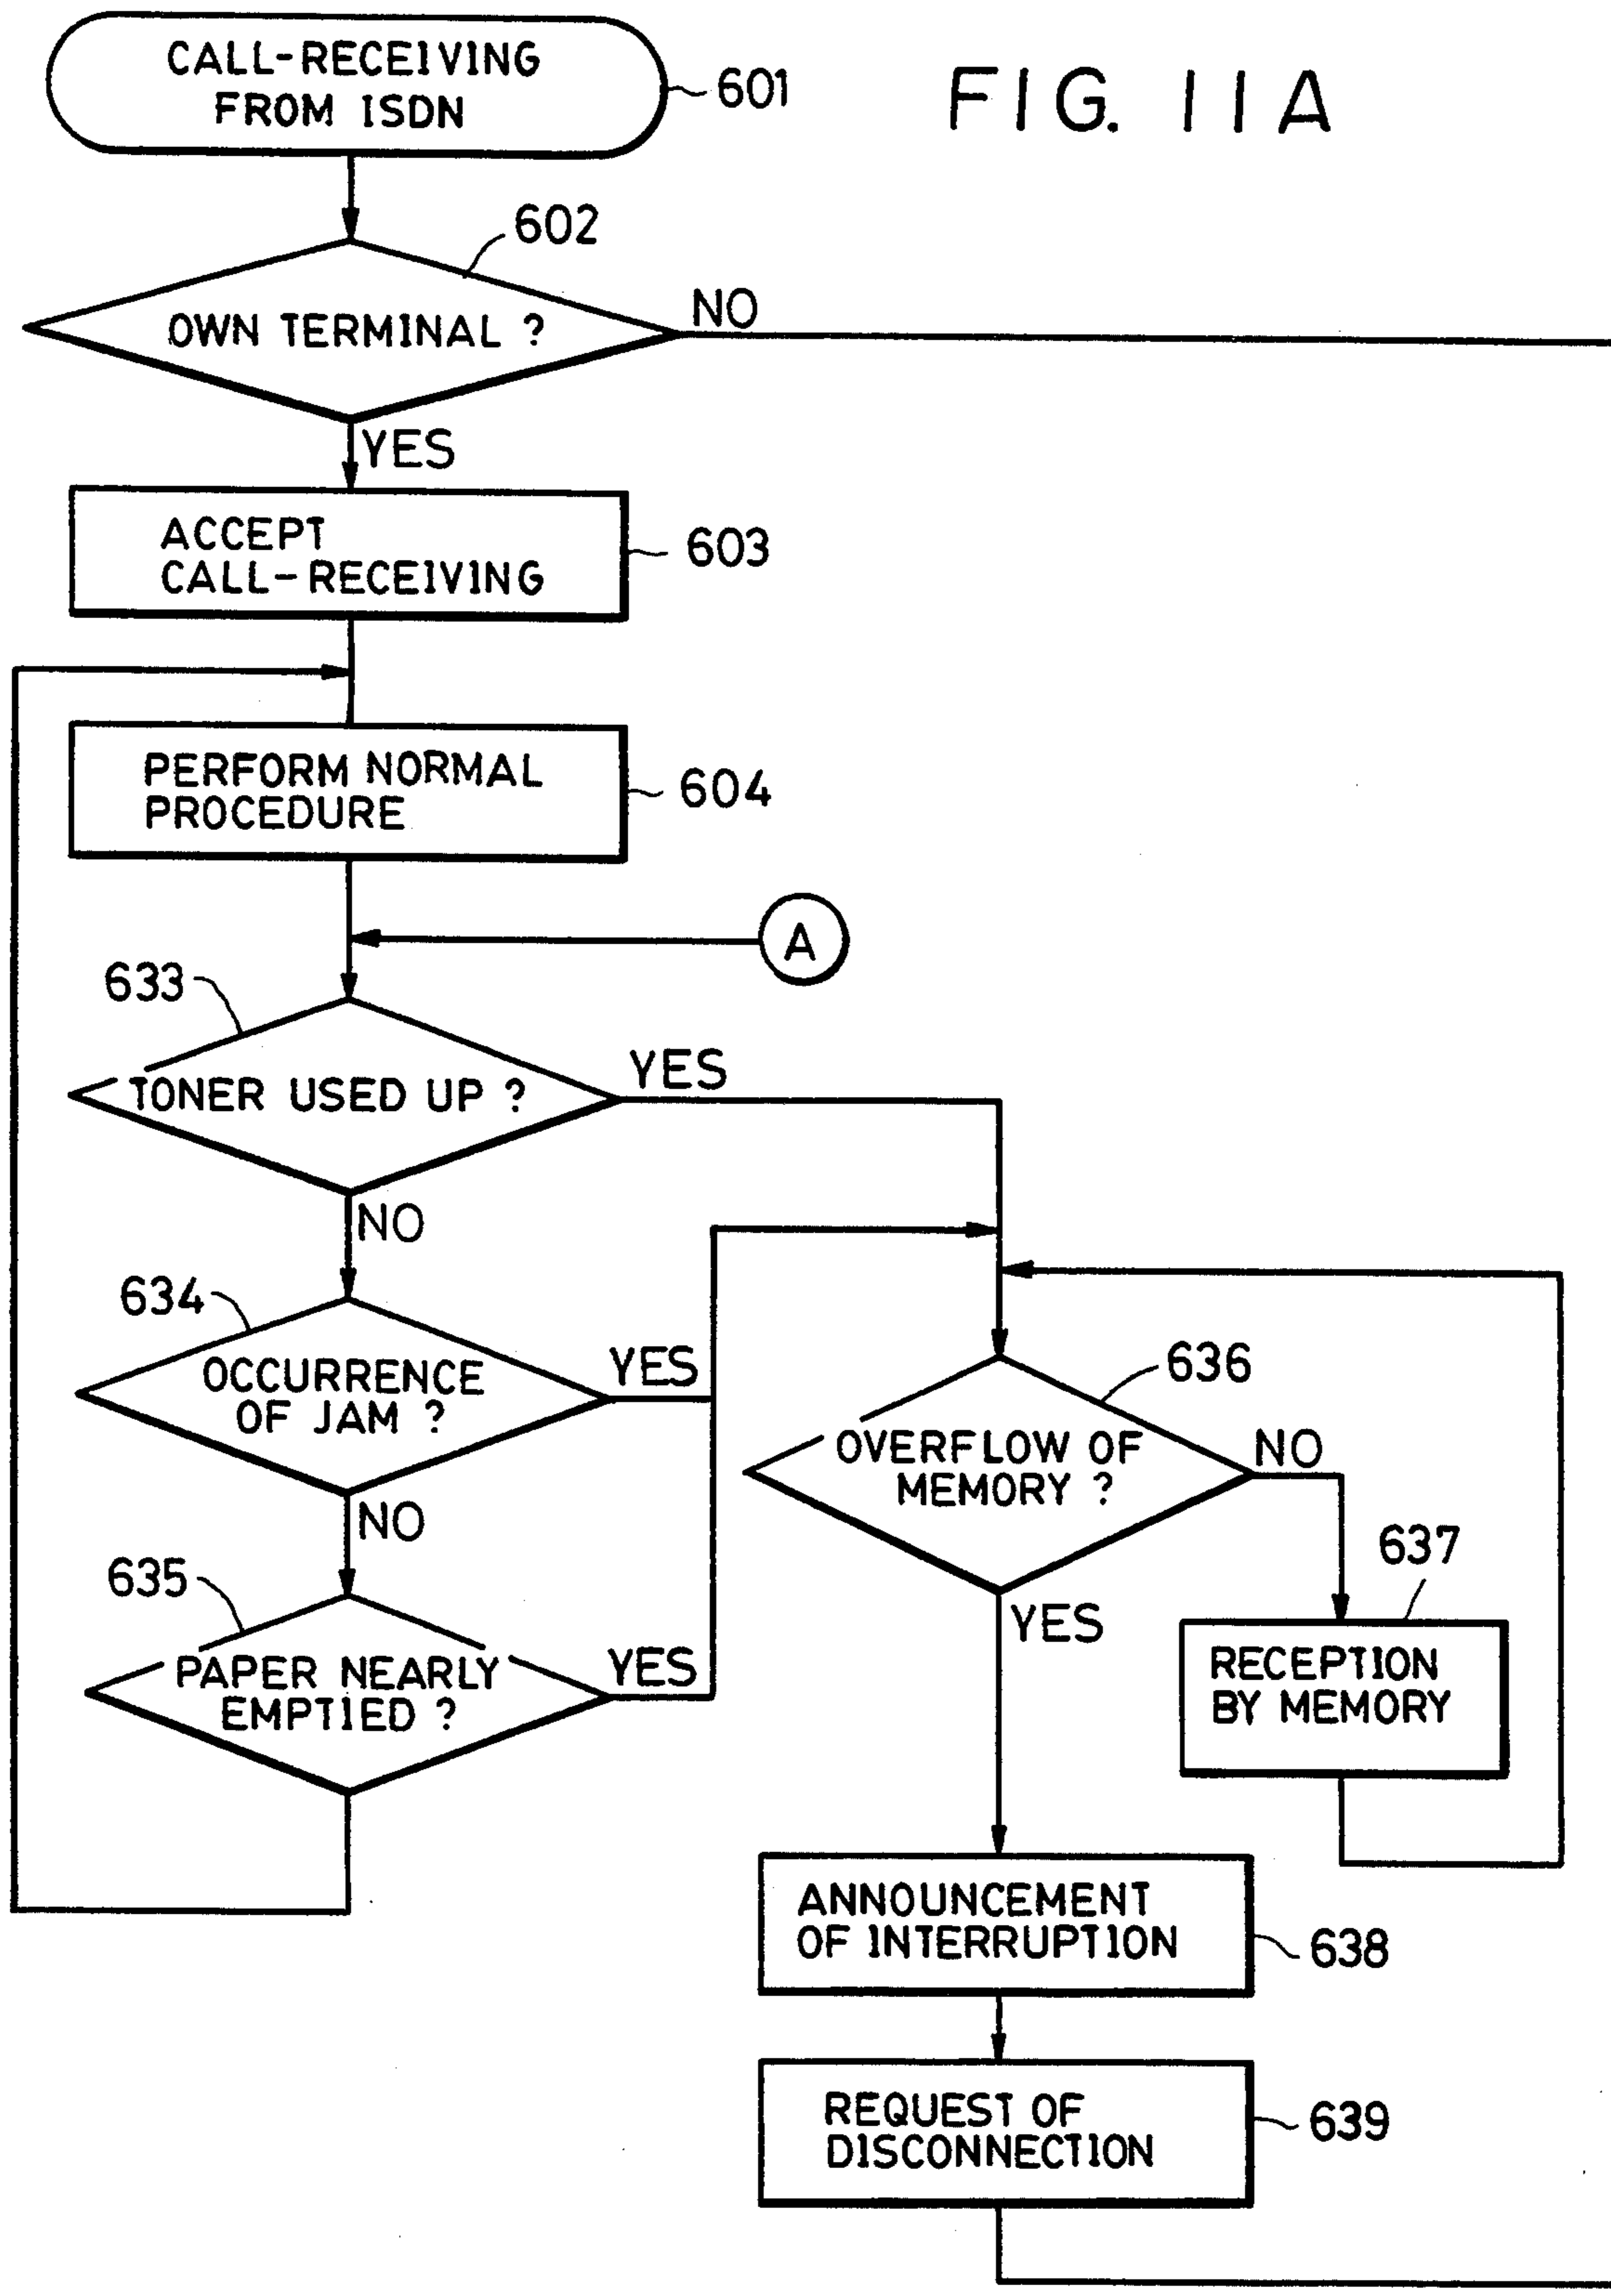 FIG. 11A
CALL-RECEIVING
FROM ISDN
601
602
OWN TERMINAL ?
NO
YES
ACCEPT
CALL-RECEIVING
603
PERFORM NORMAL
PROCEDURE
604
A
633
TONER USED UP ?
YES
NO
634
OCCURRENCE
OF JAM ?
YES
NO
635
PAPER NEARLY
EMPTIED ?
YES
636
OVERFLOW OF
MEMORY ?
NO
YES
637
RECEPTION
BY MEMORY
ANNOUNCEMENT
OF INTERRUPTION
638
REQUEST OF
DISCONNECTION
639